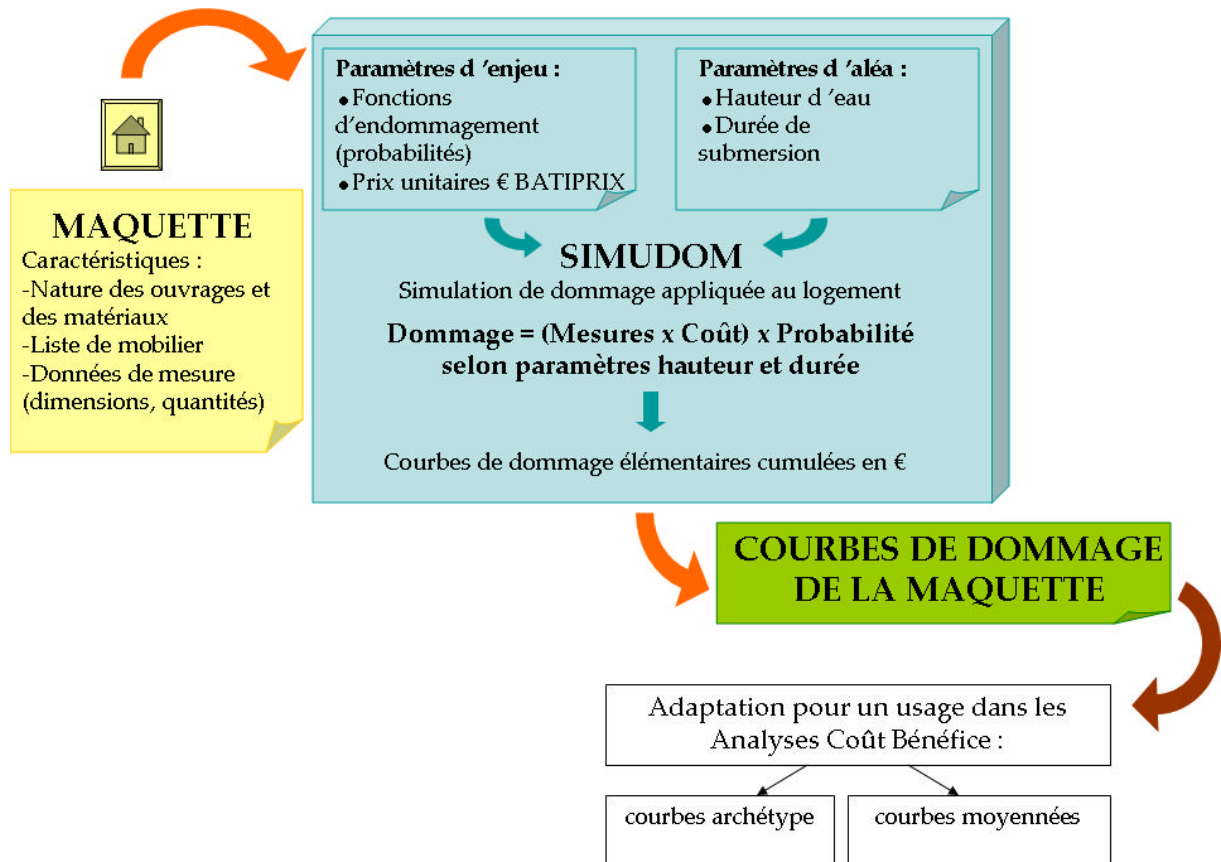 Paramètres d ’enjeu :
•Fonctions
d’endommagement
(probabilités)
•Prix unitaires € BATIPRIX
Paramètres d ’aléa :
•Hauteur d ’eau
•Durée de
submersion
MAQUETTE
Caractéristiques :
-Nature des ouvrages et
des matériaux
-Liste de mobilier
-Données de mesure
(dimensions, quantités)
SIMUDOM
Simulation de dommage appliquée au logement
Dommage = (Mesures x Coût) x Probabilité
selon paramètres hauteur et durée
Courbes de dommage élémentaires cumulées en €
COURBES DE DOMMAGE
DE LA MAQUETTE
Adaptation pour un usage dans les
Analyses Coût Bénéfice :
courbes archétype
courbes moyennées